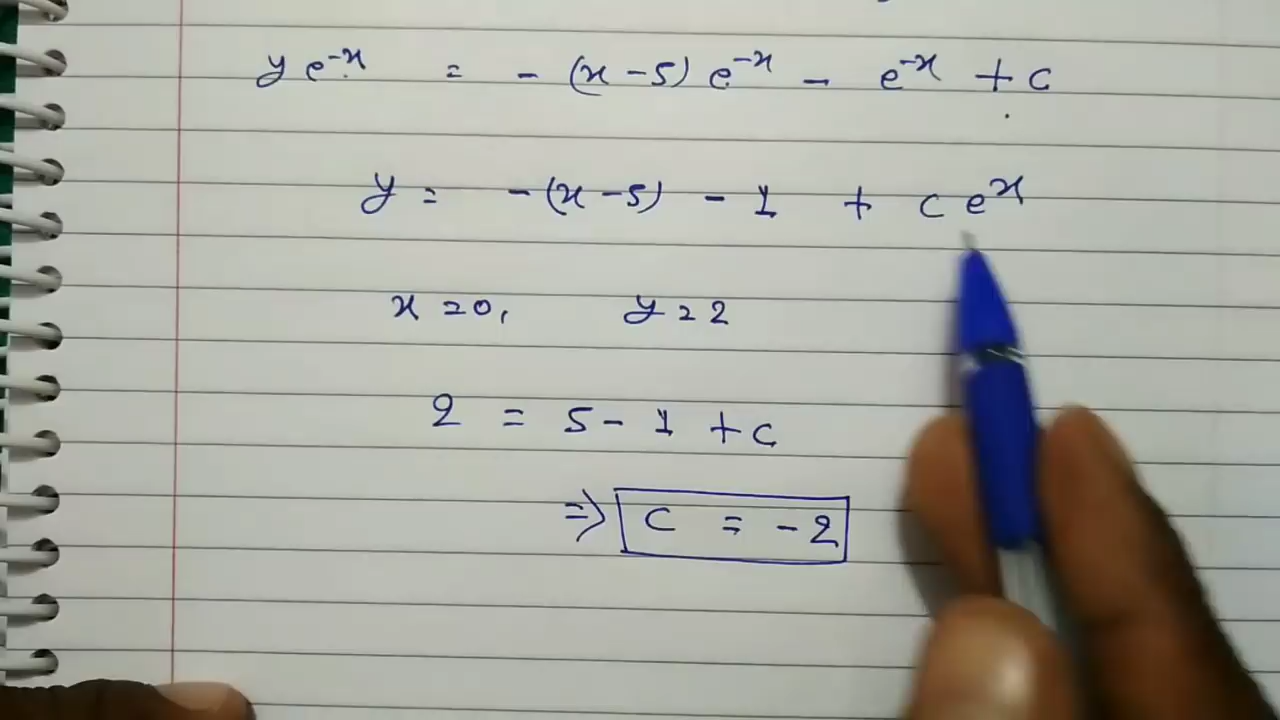 y e^{-x} = - (x - 5) e^{-x} - e^{-x} + c
y = -(x - 5) - 1 + c e^{x}
x = 0, y = 2
2 = 5 - 1 + c
⇒ c = -2